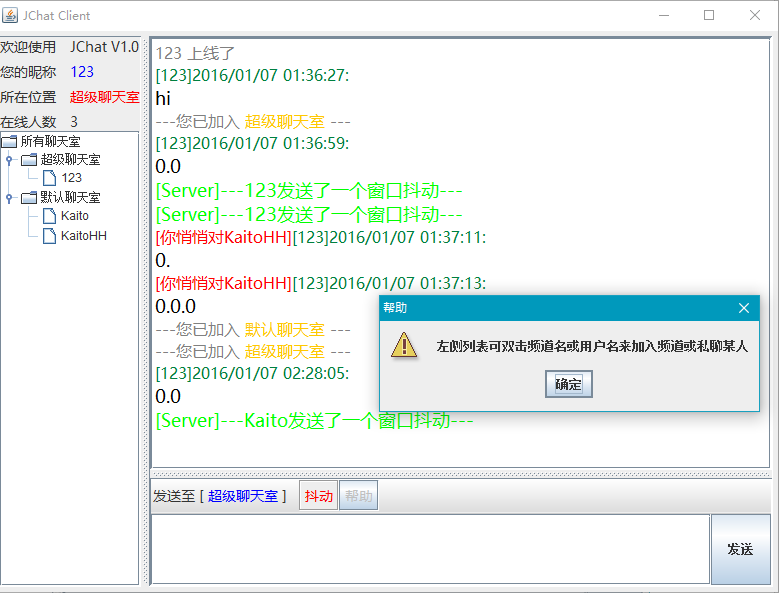 JChat Client
欢迎使用 JChat V1.0
您的昵称 123
所在位置 超级聊天室
在线人数 3
所有聊天室
超级聊天室
123
默认聊天室
Kaito
KaitoHH
123 上线了
[123]2016/01/07 01:36:27:
hi
---您已加入 超级聊天室 ---
[123]2016/01/07 01:36:59:
0.0
[Server]---123发送了一个窗口抖动---
[Server]---123发送了一个窗口抖动---
[你悄悄对KaitoHH][123]2016/01/07 01:37:11:
0.
[你悄悄对KaitoHH][123]2016/01/07 01:37:13:
0.0.0
---您已加入 默认聊天室 ---
---您已加入 超级聊天室 ---
[123]2016/01/07 02:28:05:
0.0
[Server]---Kaito发送了一个窗口抖动---
帮助
左侧列表可双击频道名或用户名来加入频道或私聊某人
确定
发送至 [ 超级聊天室 ] 抖动 帮助
发送